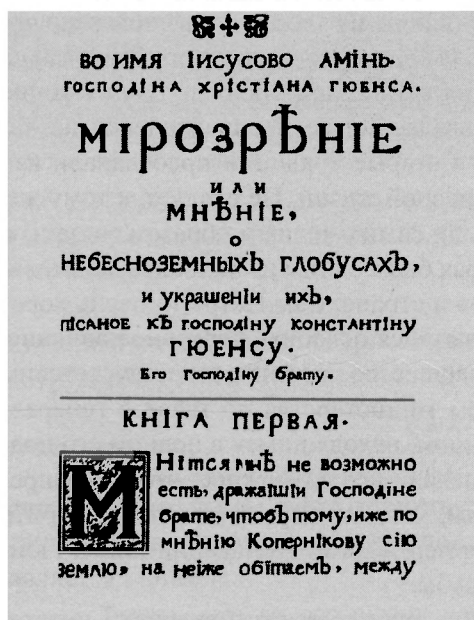 ВО ИМЯ ІИСУСОВО АМІНЬ.
ГОСПОДІНА ХРІСТІАНА ГЮЕНСА.
МІРОЗРѢНІЕ
ИЛИ
МНѢНІЕ,
О
НЕБЕСНОЗЕМНЫХЪ ГЛОБУСАХЪ,
И УКРАШЕНІИ ИХЪ,
ПІСАНОЕ КЪ ГОСПОДІНУ КОНСТАНТІНУ
ГЮЕНСУ.
Его господіну брату.
КНІГА ПЕРВАЯ.
МНІТСЯ МНѢ не возможно
есть, дражаішіи Господіне
брате, чтобъ тому, иже по
мнѣнію Копернікову сію
землю, на неіже обітаемъ, между